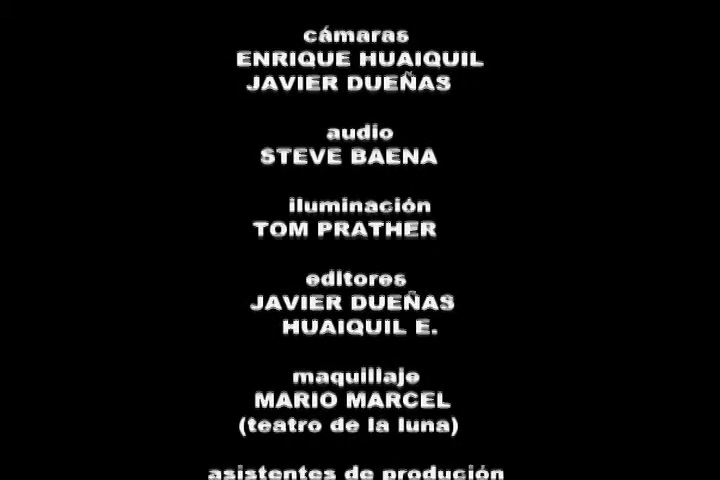 cámaras
ENRIQUE HUAIQUIL
JAVIER DUEÑAS
audio
STEVE BAENA
iluminación
TOM PRATHER
editores
JAVIER DUEÑAS
HUAIQUIL E.
maquillaje
MARIO MARCEL
(teatro de la luna)
asistentes de produción